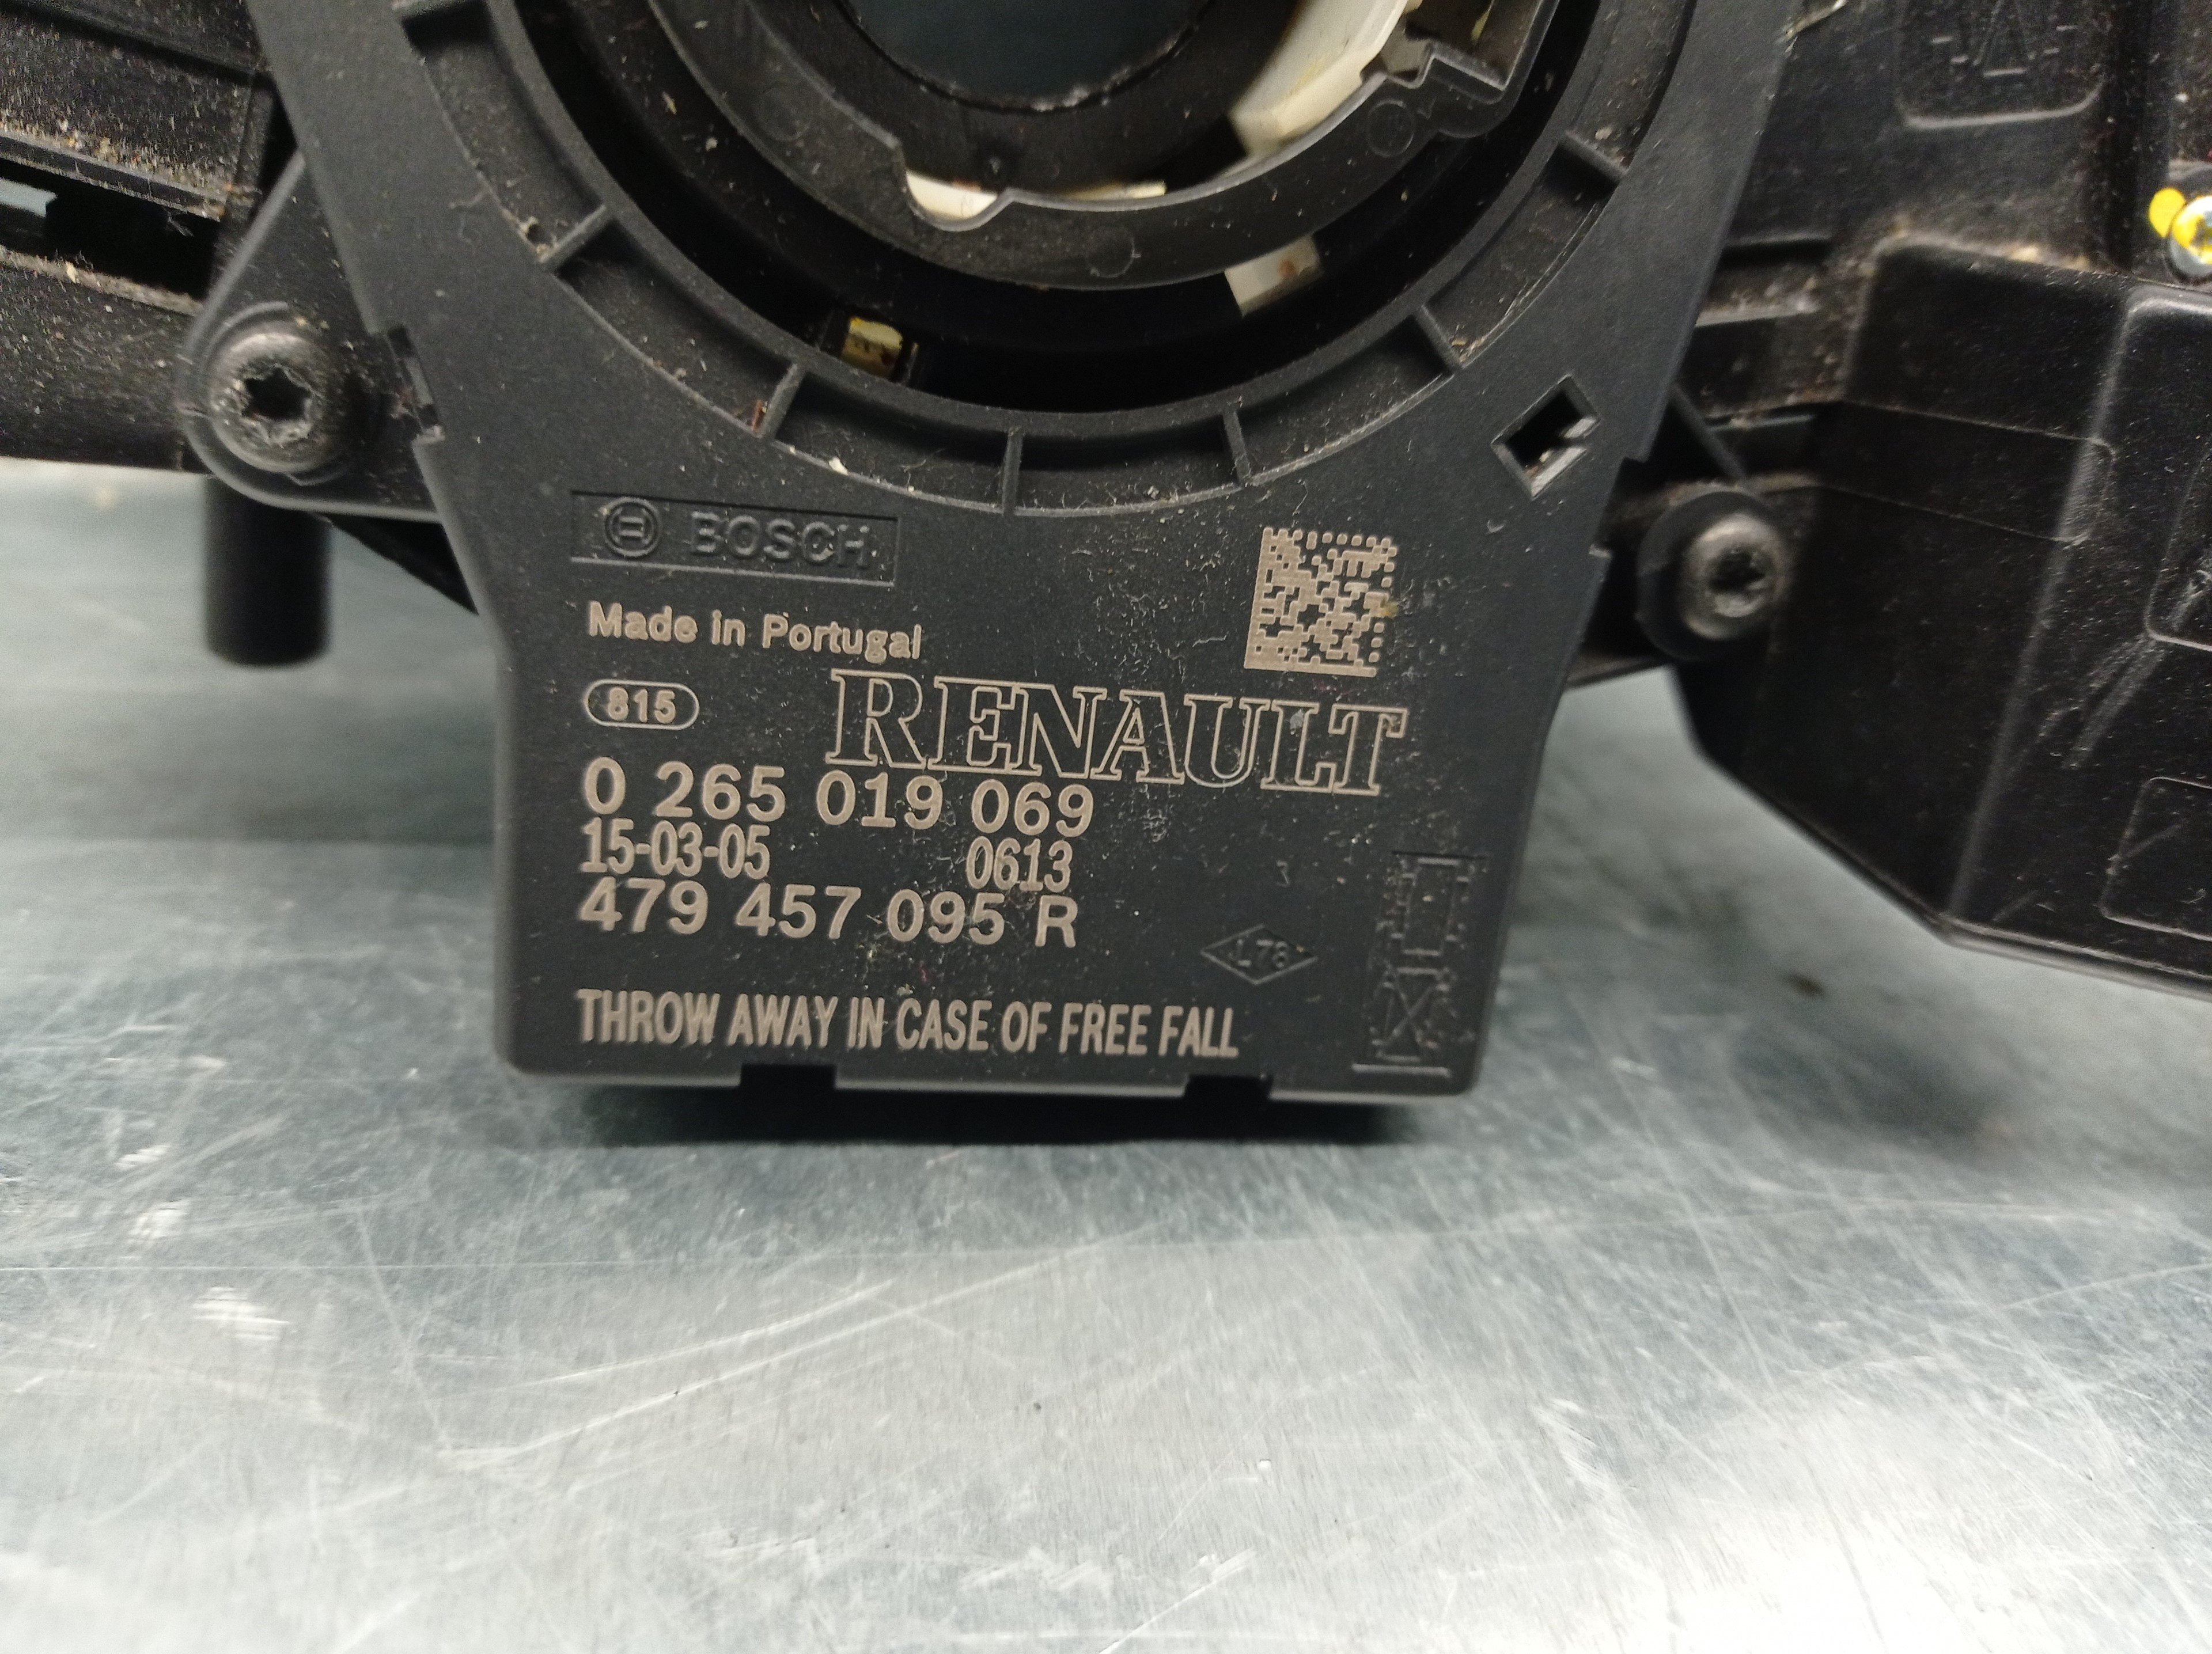 BOSCH
Made in Portugal
815
RENAULT
0 265 019 069
15-03-05 0613
479 457 095 R
L78
THROW AWAY IN CASE OF FREE FALL